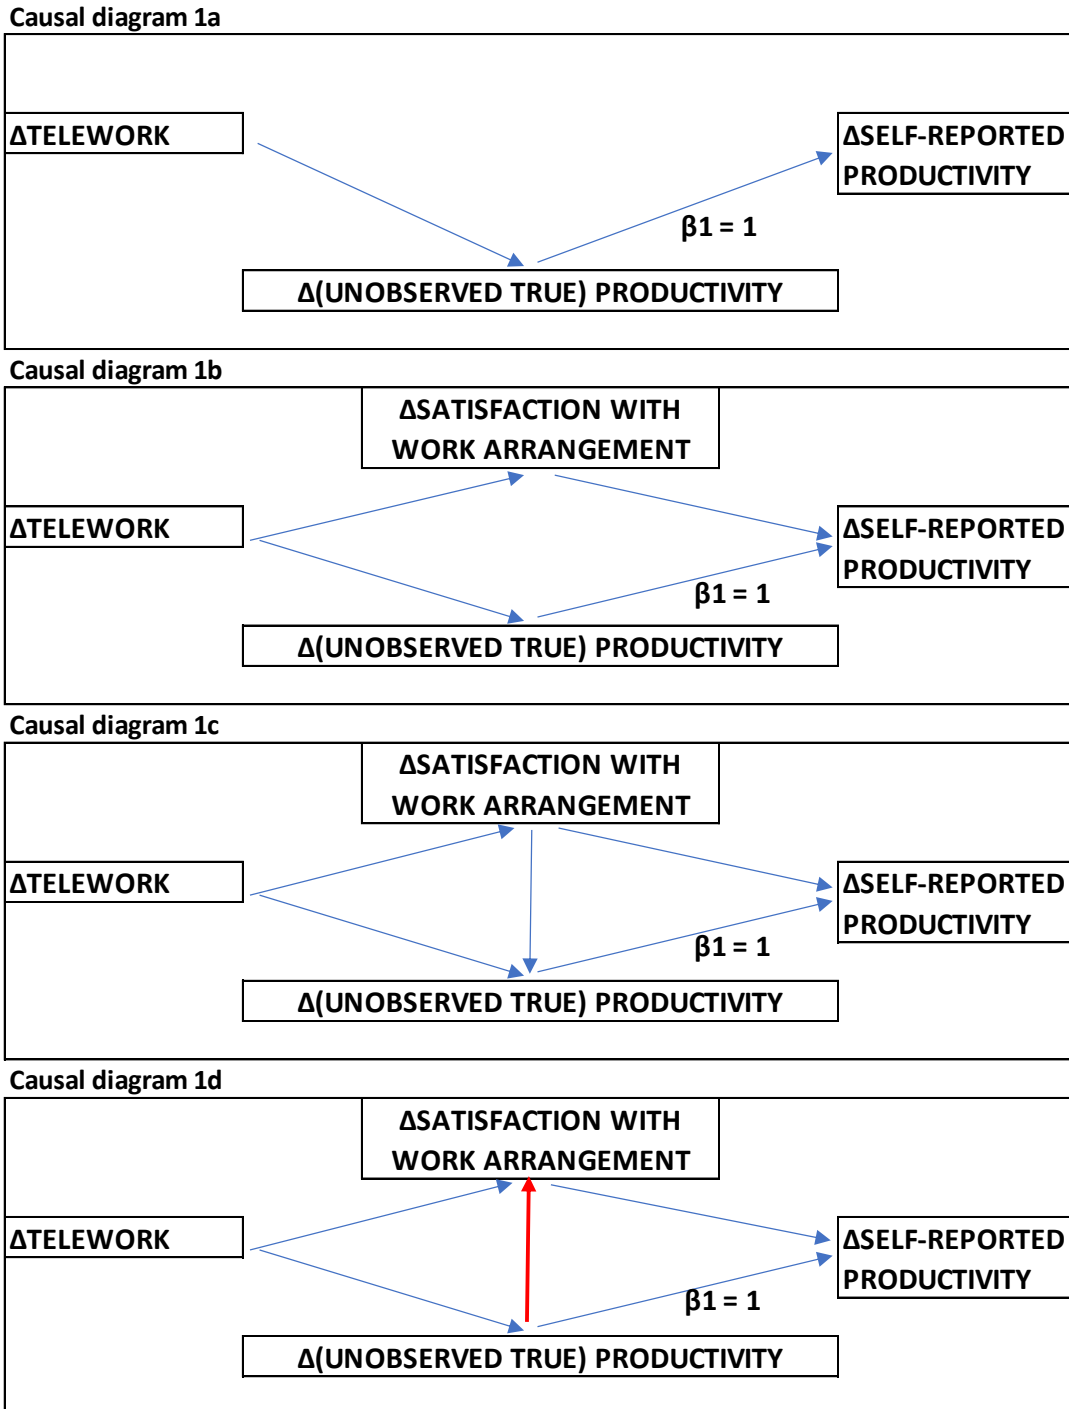 Causal diagram 1a
ΔTELEWORK
ΔSELF-REPORTED
PRODUCTIVITY
β1 = 1
Δ(UNOBSERVED TRUE) PRODUCTIVITY
Causal diagram 1b
ΔSATISFACTION WITH
WORK ARRANGEMENT
ΔTELEWORK
ΔSELF-REPORTED
PRODUCTIVITY
β1 = 1
Δ(UNOBSERVED TRUE) PRODUCTIVITY
Causal diagram 1c
ΔSATISFACTION WITH
WORK ARRANGEMENT
ΔTELEWORK
ΔSELF-REPORTED
PRODUCTIVITY
β1 = 1
Δ(UNOBSERVED TRUE) PRODUCTIVITY
Causal diagram 1d
ΔSATISFACTION WITH
WORK ARRANGEMENT
ΔTELEWORK
ΔSELF-REPORTED
PRODUCTIVITY
β1 = 1
Δ(UNOBSERVED TRUE) PRODUCTIVITY